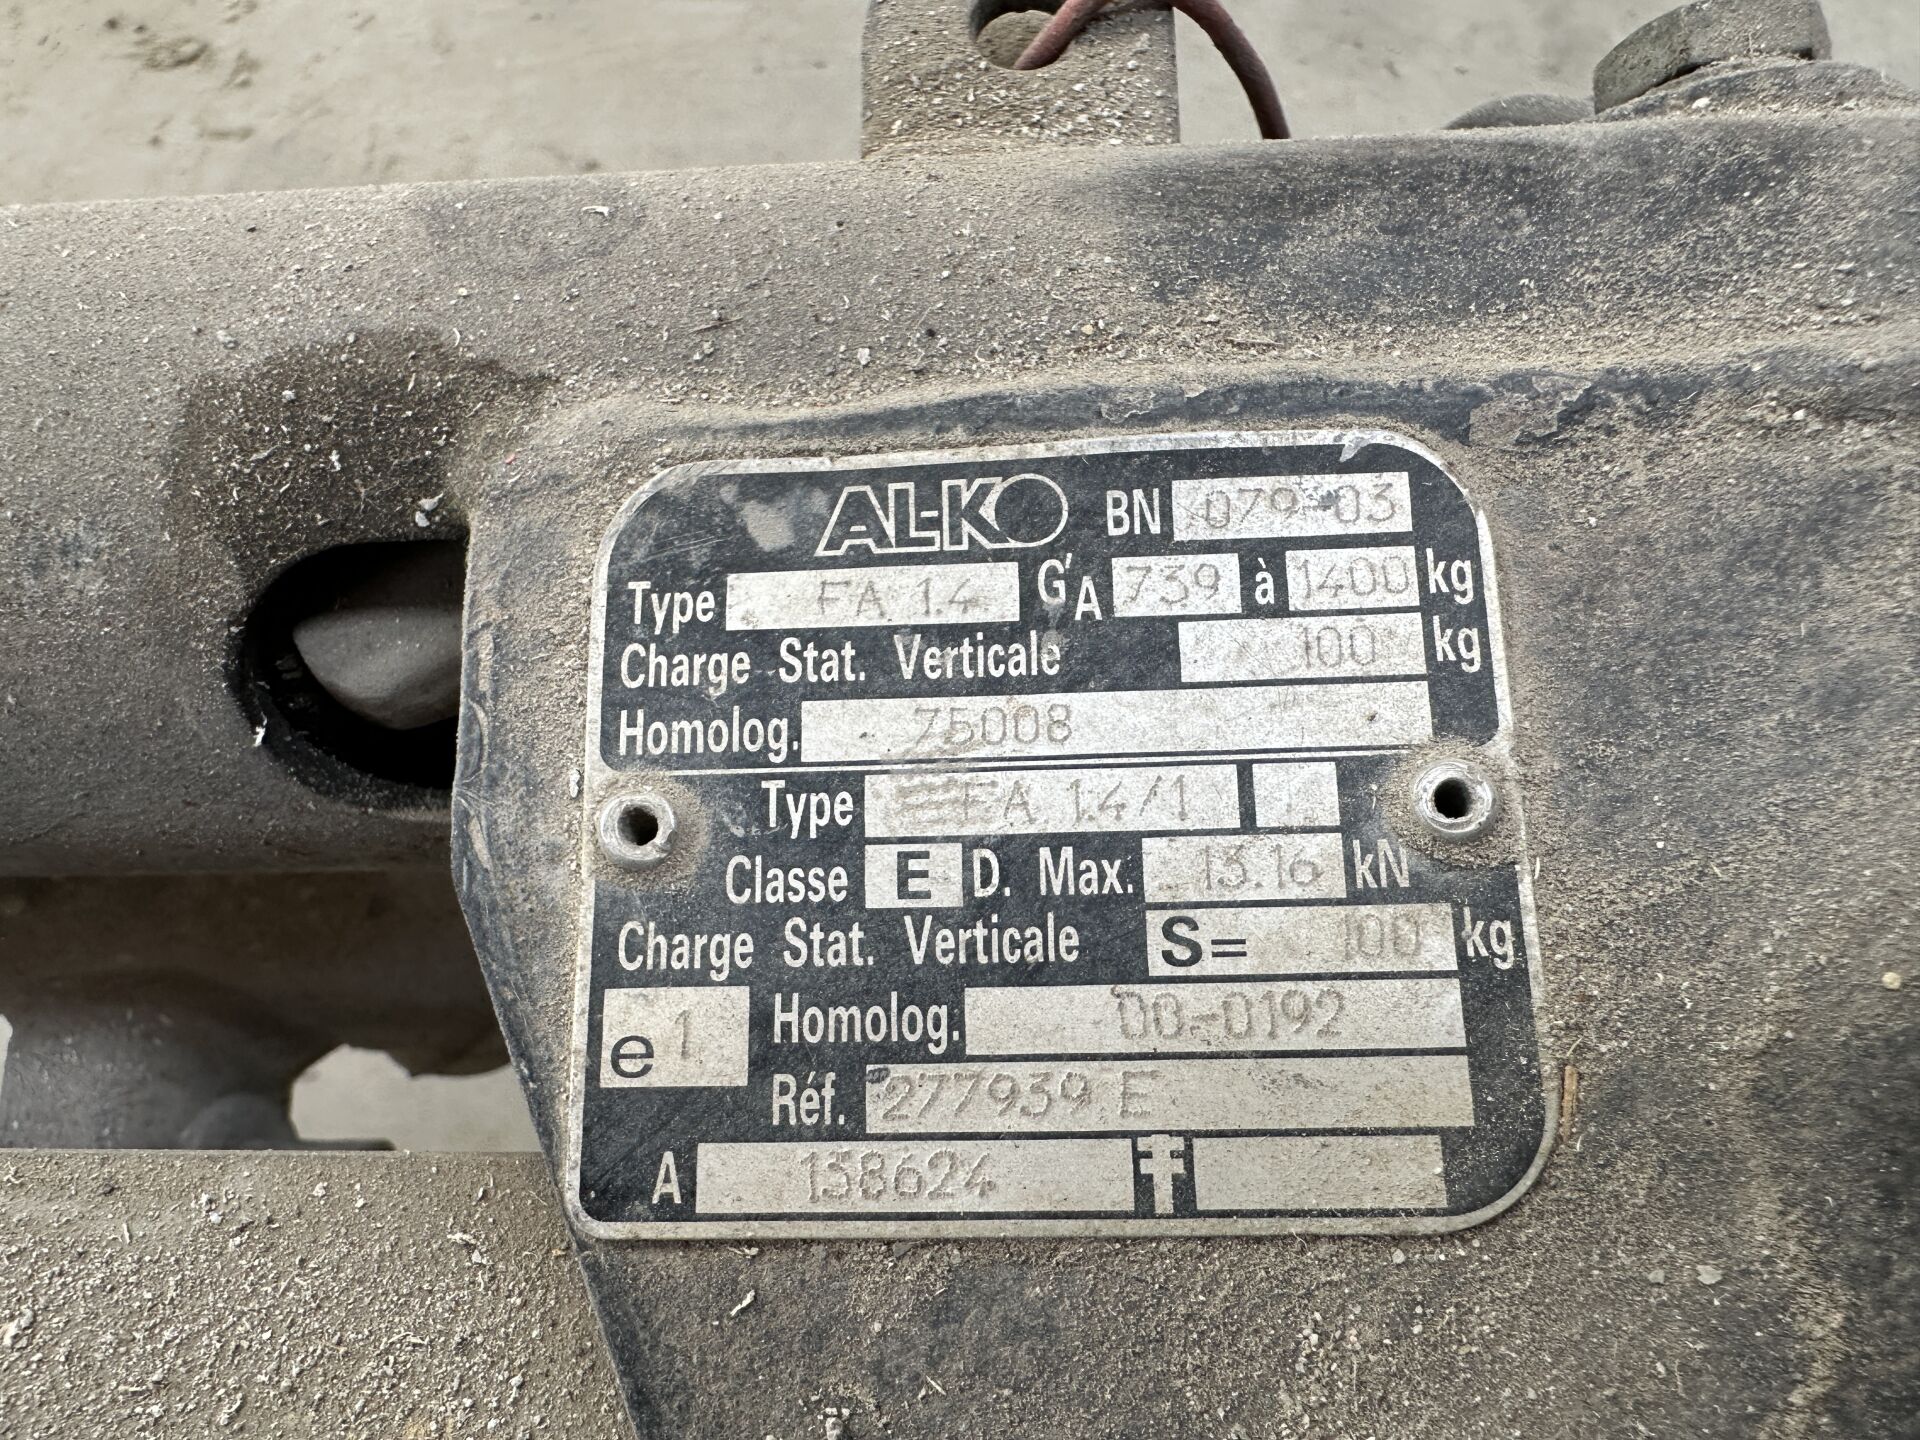 AL-KO BN 079-03
Type FA 1.4 G'A 739 à 1400 kg
Charge Stat. Verticale 100 kg
Homolog. 75008
Type FA 1.4/1
Classe E D. Max. 13.16 kN
Charge Stat. Verticale S= 100 kg
e 1 Homolog. 00-0192
Réf. 277939 E
A 138624